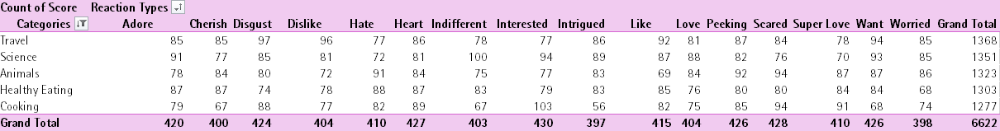 Count of Score Reaction Types
Categories Adore Cherish Disgust Dislike Hate Heart Indifferent Interested Intrigued Like Love Peeking Scared Super Love Want Worried Grand Total
Travel 85 85 97 96 77 86 78 77 86 92 81 87 84 78 94 85 1368
Science 91 77 85 81 72 81 100 94 89 87 88 82 76 70 93 85 1351
Animals 78 84 80 72 91 84 75 77 83 69 84 92 94 87 87 86 1323
Healthy Eating 87 87 74 78 88 87 83 79 83 85 76 80 80 84 84 68 1303
Cooking 79 67 88 77 82 89 67 103 56 82 75 85 94 91 68 74 1277
Grand Total 420 400 424 404 410 427 403 430 397 415 404 426 428 410 426 398 6622